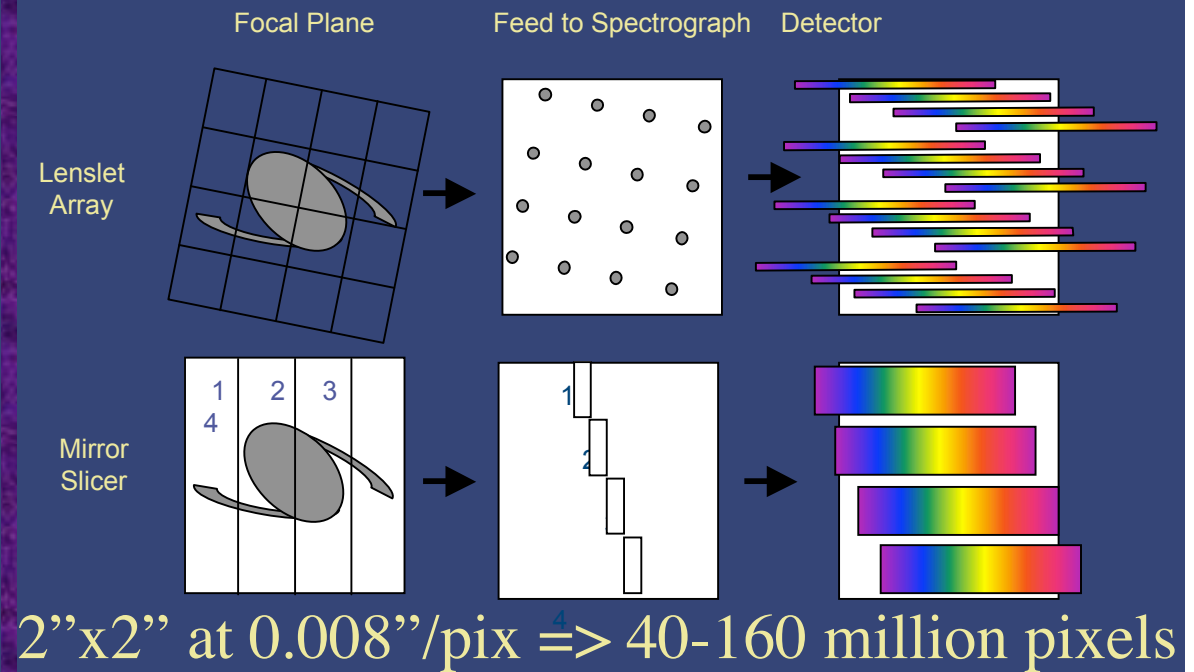 Focal Plane Feed to Spectrograph Detector
Lenslet
Array
1 2 3
4
Mirror
Slicer
1
2
4
2”x2” at 0.008”/pix => 40-160 million pixels